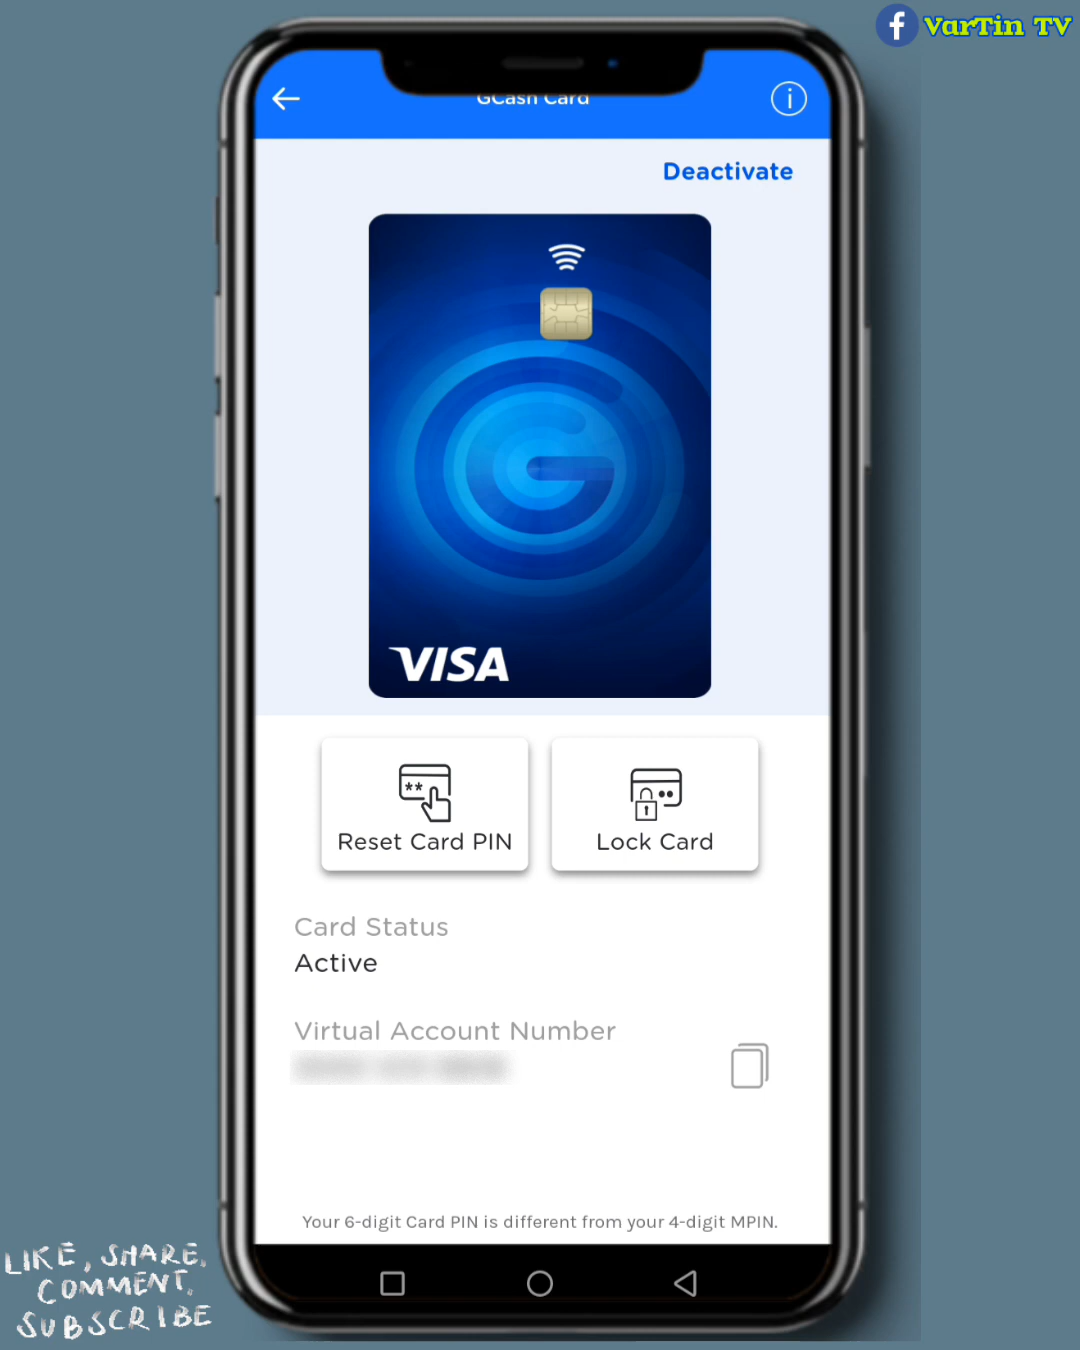 VarTin TV
GCash Card
Deactivate
VISA
Reset Card PIN
Lock Card
Card Status
Active
Virtual Account Number
Your 6-digit Card PIN is different from your 4-digit MPIN.
LIKE, SHARE,
COMMENT,
SUBSCRIBE